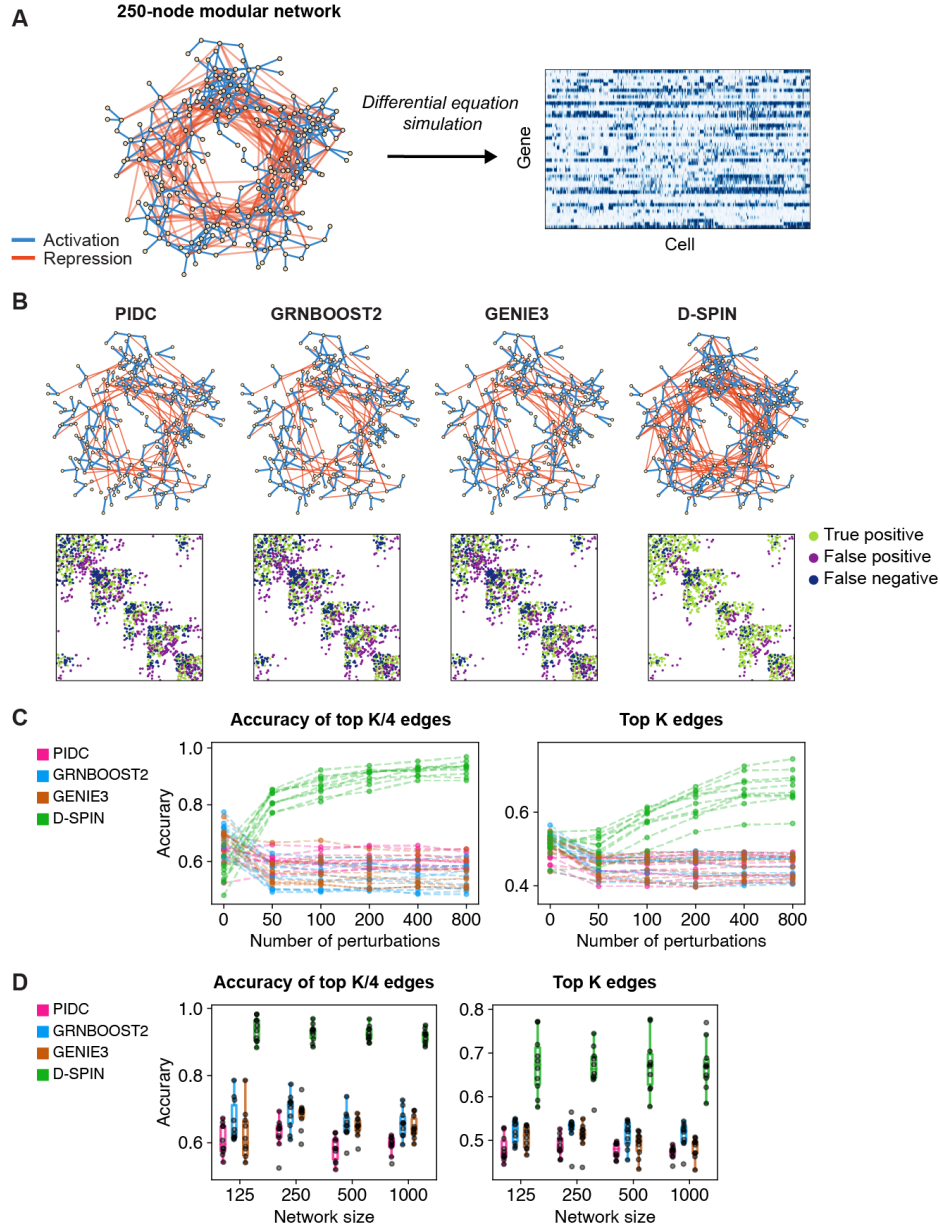 A
250-node modular network
Differential equation
simulation
Gene
Cell
Activation
Repression
B
PIDC
GRNBOOST2
GENIE3
D-SPIN
True positive
False positive
False negative
C
Accuracy of top K/4 edges
Top K edges
PIDC
GRNBOOST2
GENIE3
D-SPIN
Accuracy
1.0
0.8
0.6
0 50 100 200 400 800
Number of perturbations
0.6
0.4
0 50 100 200 400 800
Number of perturbations
D
Accuracy of top K/4 edges
Top K edges
PIDC
GRNBOOST2
GENIE3
D-SPIN
Accuracy
1.0
0.8
0.6
125 250 500 1000
Network size
0.8
0.7
0.6
0.5
125 250 500 1000
Network size